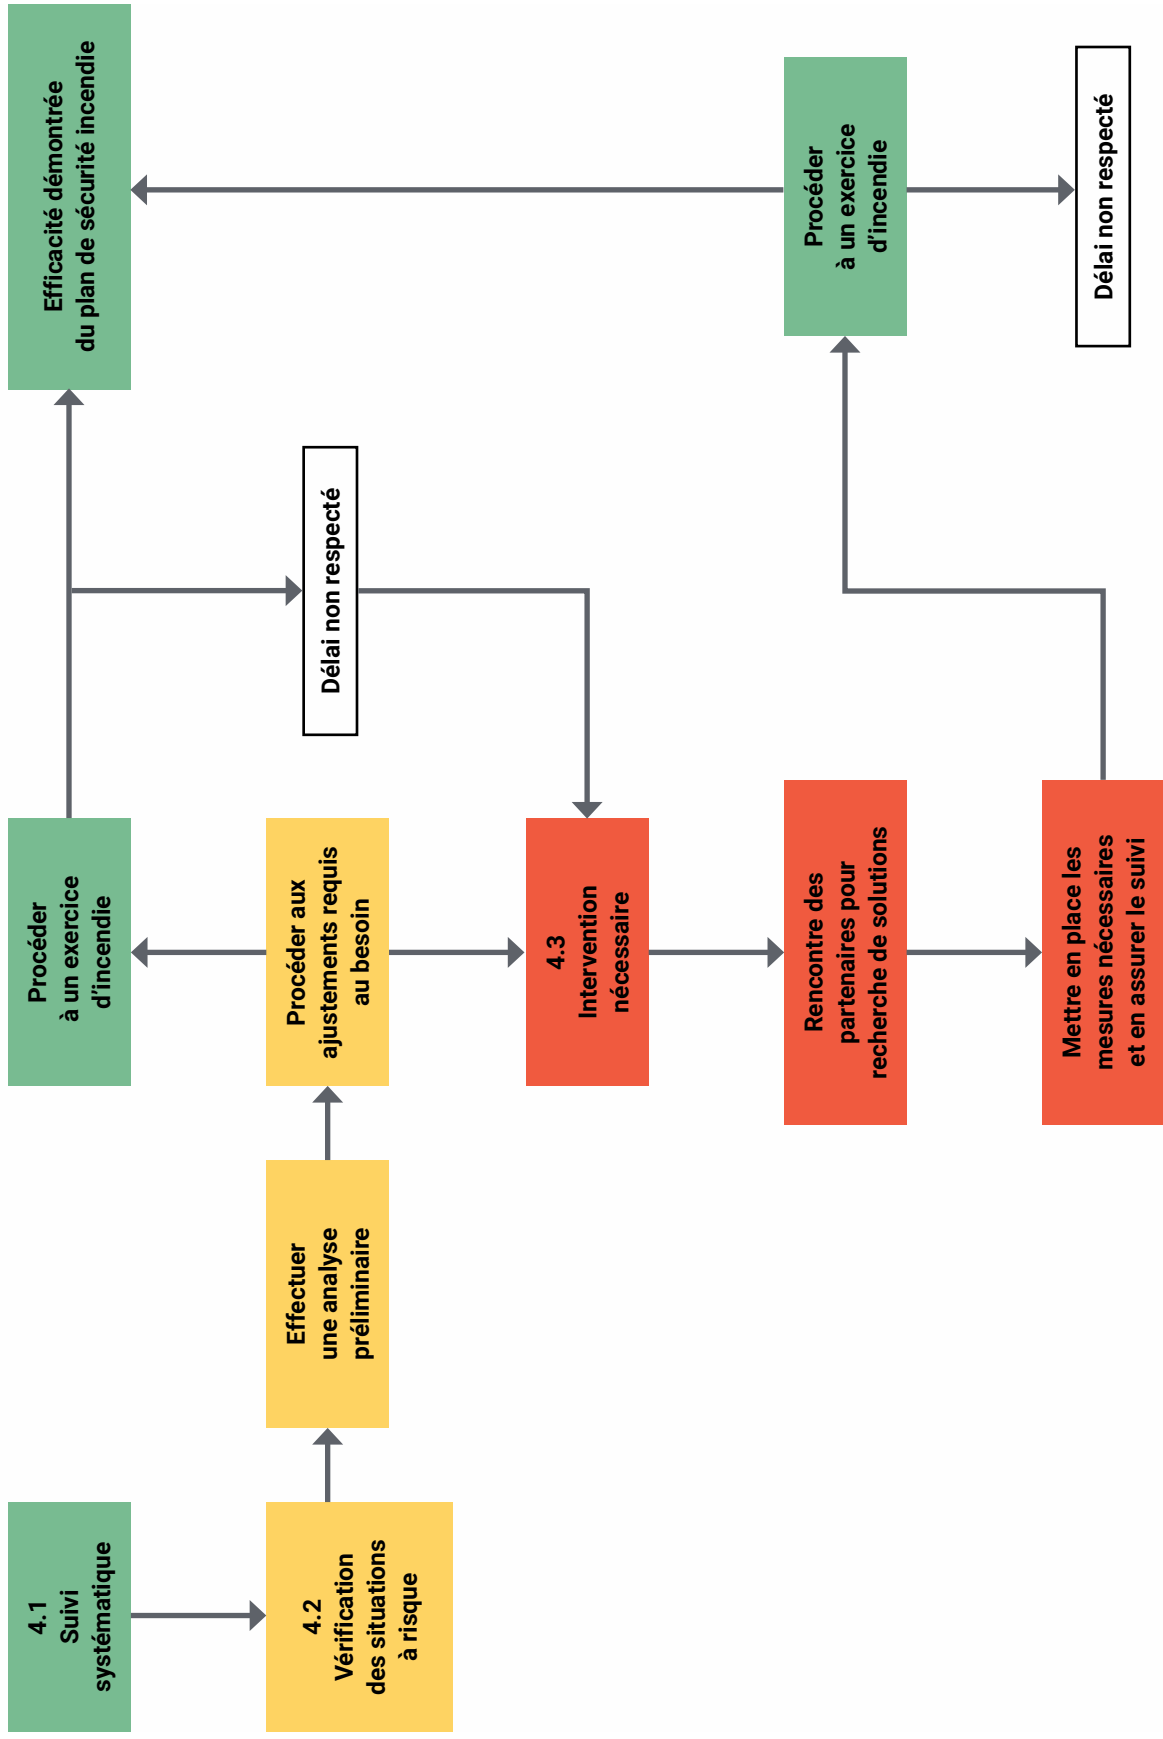 4.1
Suivi
systématique
4.2
Vérification
des situations
à risque
Effectuer
une analyse
préliminaire
Procéder aux
ajustements requis
au besoin
Procéder
à un exercice
d’incendie
Efficacité démontrée
du plan de sécurité incendie
Délai non respecté
4.3
Intervention
nécessaire
Rencontre des
partenaires pour
recherche de solutions
Mettre en place les
mesures nécessaires
et en assurer le suivi
Procéder
à un exercice
d’incendie
Délai non respecté